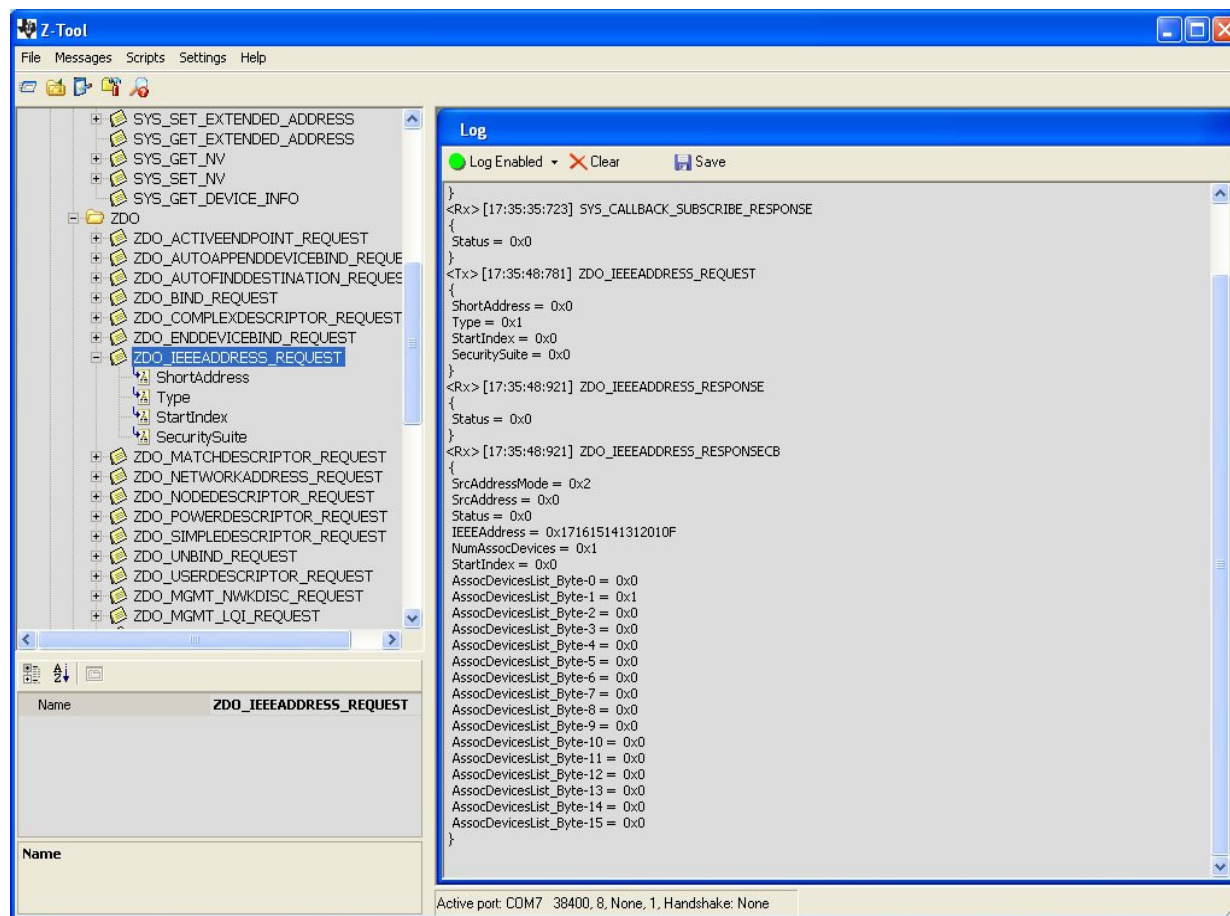 Z-Tool
File Messages Scripts Settings Help
SYS_SET_EXTENDED_ADDRESS
SYS_GET_EXTENDED_ADDRESS
SYS_GET_NV
SYS_SET_NV
SYS_GET_DEVICE_INFO
ZDO
ZDO_ACTIVEENDPOINT_REQUEST
ZDO_AUTOAPPENDDEVICEBIND_REQUE
ZDO_AUTOFINDDESTINATION_REQUES
ZDO_BIND_REQUEST
ZDO_COMPLEXDESCRIPTOR_REQUEST
ZDO_ENDDEVICEBIND_REQUEST
ZDO_IEEEADDRESS_REQUEST
ShortAddress
Type
StartIndex
SecuritySuite
ZDO_MATCHDESCRIPTOR_REQUEST
ZDO_NETWORKADDRESS_REQUEST
ZDO_NODEDESCRIPTOR_REQUEST
ZDO_POWERDESCRIPTOR_REQUEST
ZDO_SIMPLEDESCRIPTOR_REQUEST
ZDO_UNBIND_REQUEST
ZDO_USERDESCRIPTOR_REQUEST
ZDO_MGMT_NWKDISC_REQUEST
ZDO_MGMT_LQI_REQUEST
Name ZDO_IEEEADDRESS_REQUEST
Name
Log
Log Enabled Clear Save
}
<Rx> [17:35:35:723] SYS_CALLBACK_SUBSCRIBE_RESPONSE
{
Status = 0x0
}
<Tx> [17:35:48:781] ZDO_IEEEADDRESS_REQUEST
{
ShortAddress = 0x0
Type = 0x1
StartIndex = 0x0
SecuritySuite = 0x0
}
<Rx> [17:35:48:921] ZDO_IEEEADDRESS_RESPONSE
{
Status = 0x0
}
<Rx> [17:35:48:921] ZDO_IEEEADDRESS_RESPONSECB
{
SrcAddressMode = 0x2
SrcAddress = 0x0
Status = 0x0
IEEEAddress = 0x171615141312010F
NumAssocDevices = 0x1
StartIndex = 0x0
AssocDevicesList_Byte-0 = 0x0
AssocDevicesList_Byte-1 = 0x1
AssocDevicesList_Byte-2 = 0x0
AssocDevicesList_Byte-3 = 0x0
AssocDevicesList_Byte-4 = 0x0
AssocDevicesList_Byte-5 = 0x0
AssocDevicesList_Byte-6 = 0x0
AssocDevicesList_Byte-7 = 0x0
AssocDevicesList_Byte-8 = 0x0
AssocDevicesList_Byte-9 = 0x0
AssocDevicesList_Byte-10 = 0x0
AssocDevicesList_Byte-11 = 0x0
AssocDevicesList_Byte-12 = 0x0
AssocDevicesList_Byte-13 = 0x0
AssocDevicesList_Byte-14 = 0x0
AssocDevicesList_Byte-15 = 0x0
}
Active port: COM7 38400, 8, None, 1, Handshake: None